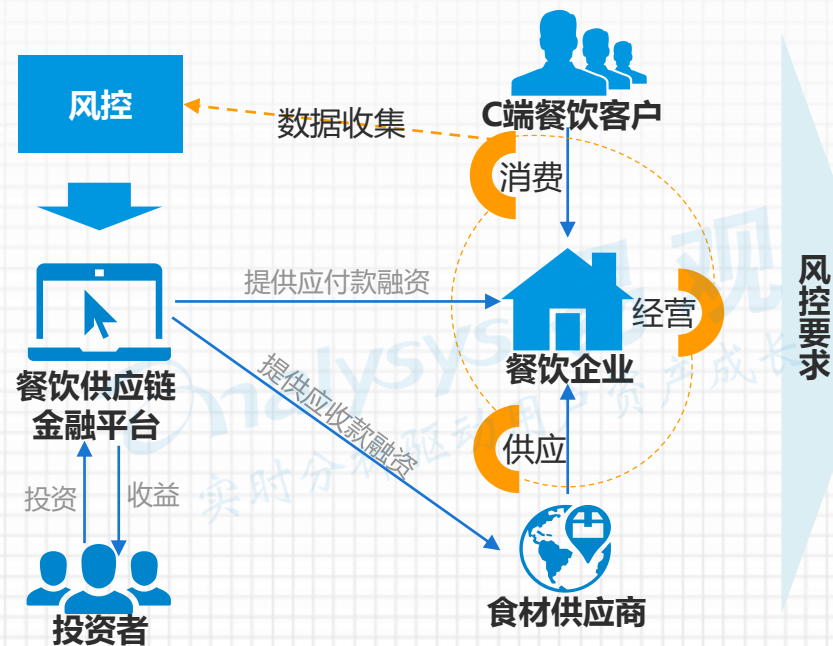 风控
数据收集
C端餐饮客户
消费
提供应付款融资
经营
餐饮企业
风控要求
餐饮供应链
金融平台
提供应收款融资
供应
投资
收益
食材供应商
投资者